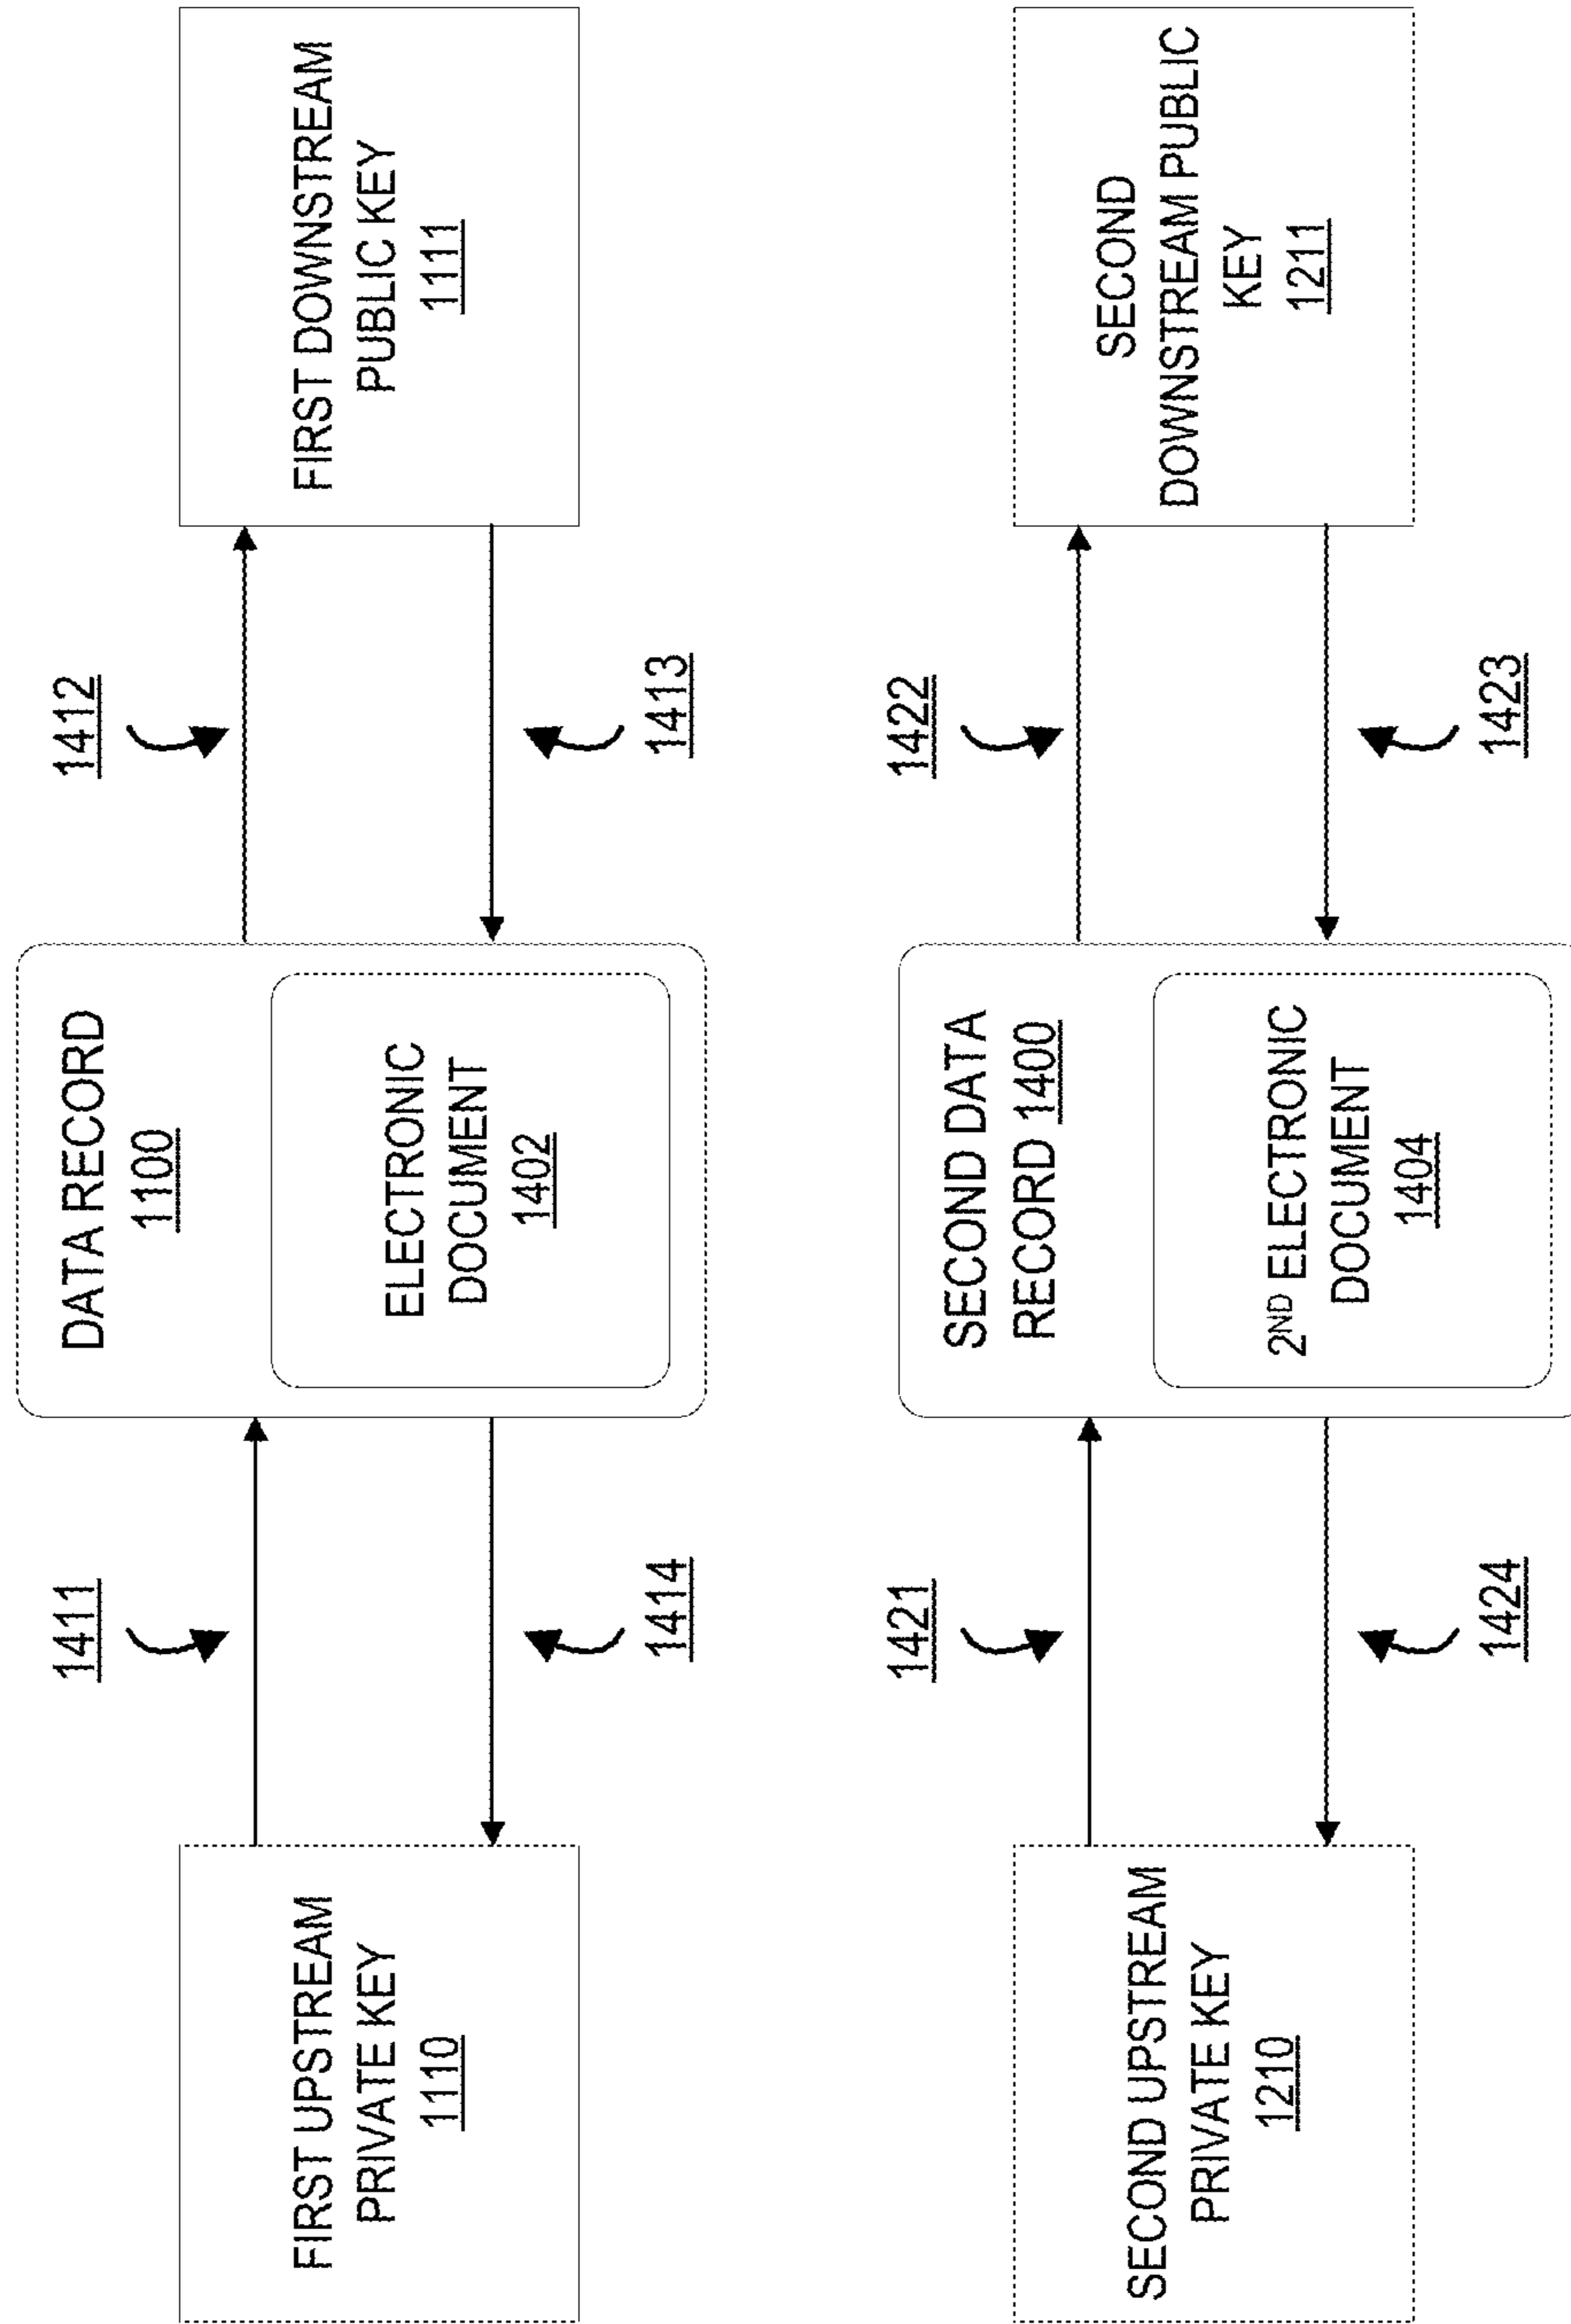 1411
1412
FIRST UPSTREAM
PRIVATE KEY
1110
DATA RECORD
1100
ELECTRONIC
DOCUMENT
1402
FIRST DOWNSTREAM
PUBLIC KEY
1111
1414
1413
1421
1422
SECOND UPSTREAM
PRIVATE KEY
1210
SECOND DATA
RECORD 1400
2ND ELECTRONIC
DOCUMENT
1404
SECOND
DOWNSTREAM PUBLIC
KEY
1211
1424
1423